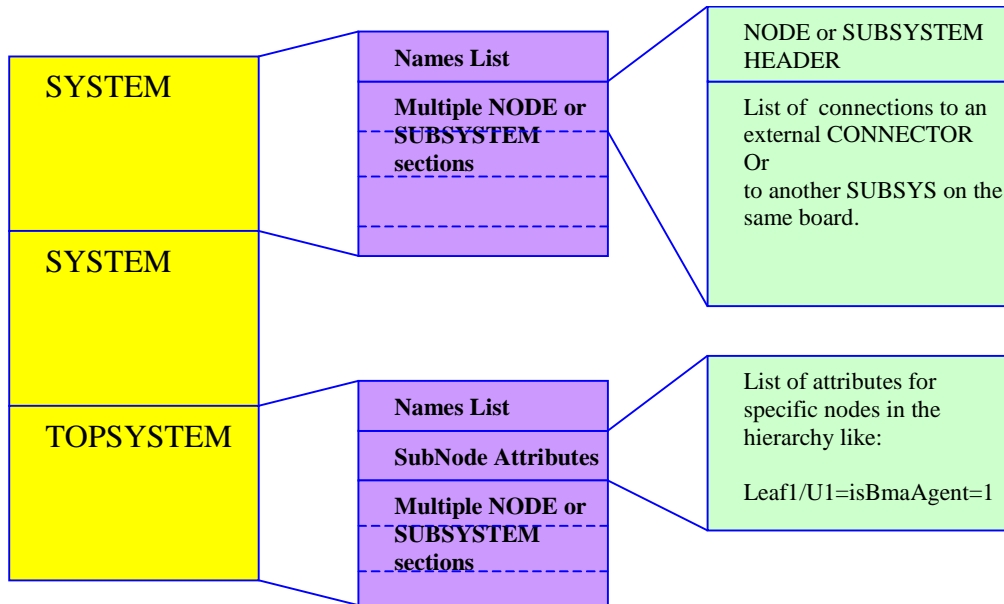 SYSTEM
SYSTEM
TOPSYSTEM
Names List
Multiple NODE or
SUBSYSTEM
sections
NODE or SUBSYSTEM
HEADER
List of connections to an
external CONNECTOR
Or
to another SUBSYS on the
same board.
Names List
SubNode Attributes
Multiple NODE or
SUBSYSTEM
sections
List of attributes for
specific nodes in the
hierarchy like:
Leaf1/U1=isBmaAgent=1